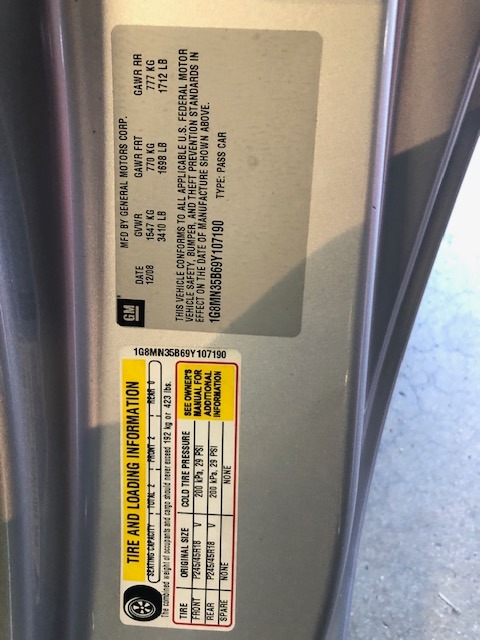 GM
MFD BY GENERAL MOTORS CORP.
DATE GVWR GAWR FRT GAWR RR
12/08 1547 KG 770 KG 777 KG
3410 LB 1698 LB 1712 LB
THIS VEHICLE CONFORMS TO ALL APPLICABLE U.S. FEDERAL MOTOR
VEHICLE SAFETY, BUMPER, AND THEFT PREVENTION STANDARDS IN
EFFECT ON THE DATE OF MANUFACTURE SHOWN ABOVE.
1G8MN35B69Y107190 TYPE: PASS CAR
1G8MN35B69Y107190
TIRE AND LOADING INFORMATION
SEATING CAPACITY TOTAL 2 FRONT 2 REAR 0
The combined weight of occupants and cargo should never exceed 192 kg or 423 lbs.
TIRE ORIGINAL SIZE COLD TIRE PRESSURE
FRONT P245/45R18 V 200 kPa, 29 PSI
REAR P245/45R18 V 200 kPa, 29 PSI
SPARE NONE NONE
SEE OWNER'S
MANUAL FOR
ADDITIONAL
INFORMATION